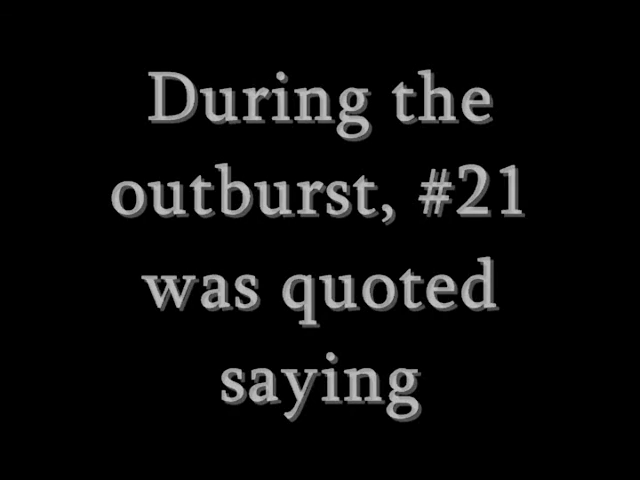 During the
outburst, #21
was quoted
saying